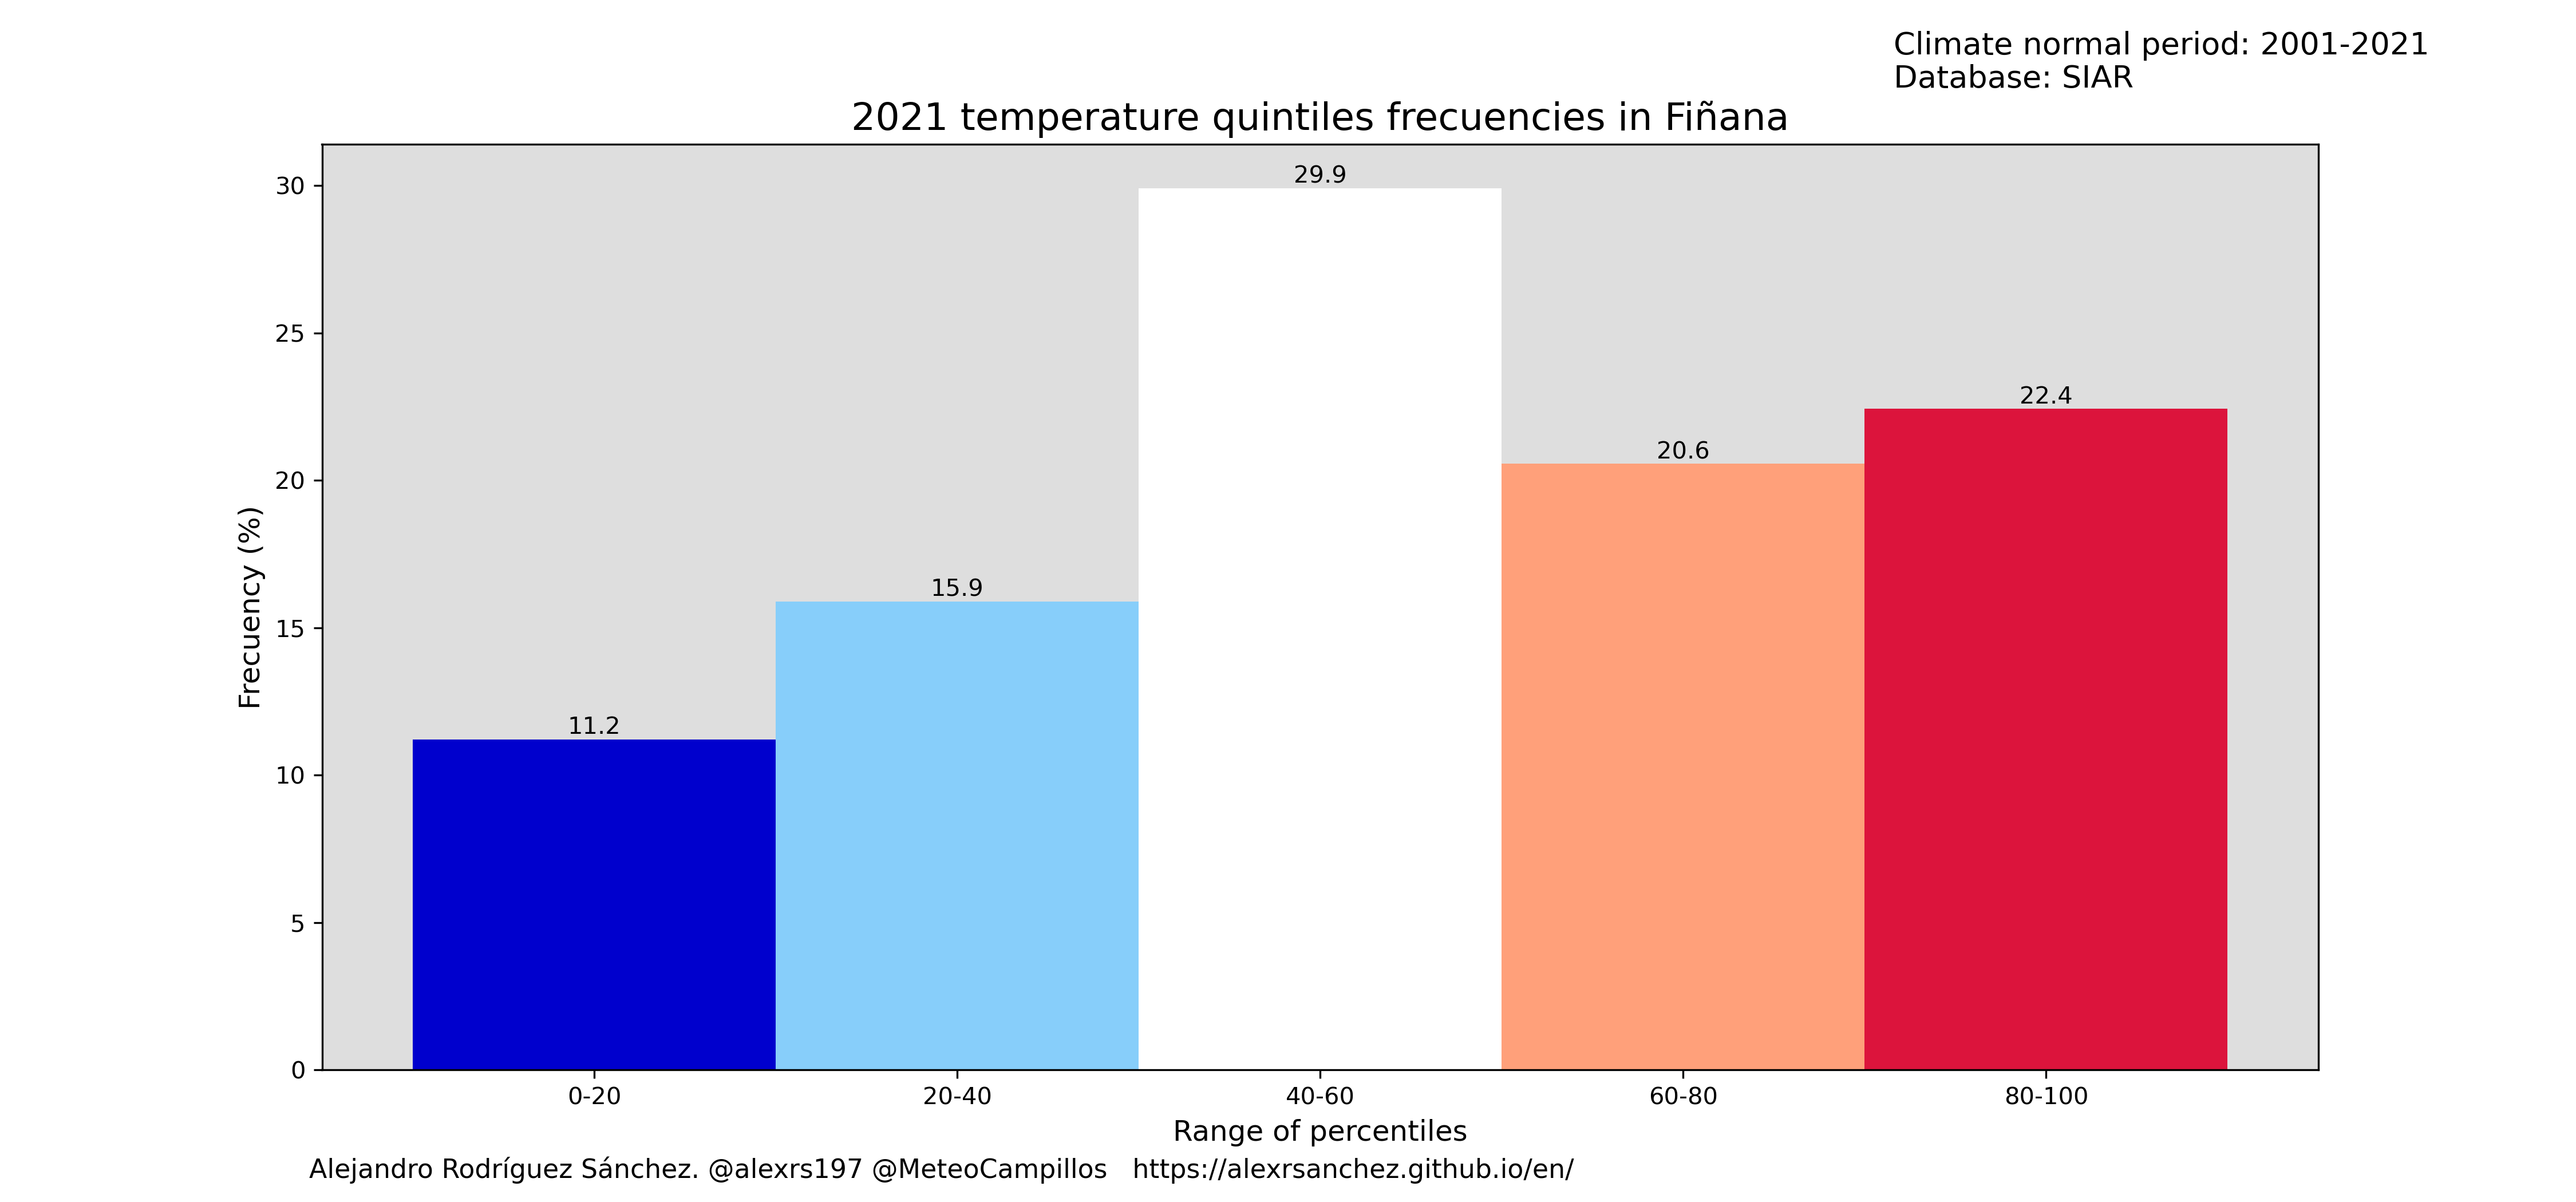 Climate normal period: 2001-2021
Database: SIAR
2021 temperature quintiles frecuencies in Fiñana
29.9
22.4
20.6
15.9
11.2
30
25
20
15
10
5
0
Frecuency (%)
0-20 20-40 40-60 60-80 80-100
Range of percentiles
Alejandro Rodríguez Sánchez. @alexrs197 @MeteoCampillos https://alexrsanchez.github.io/en/